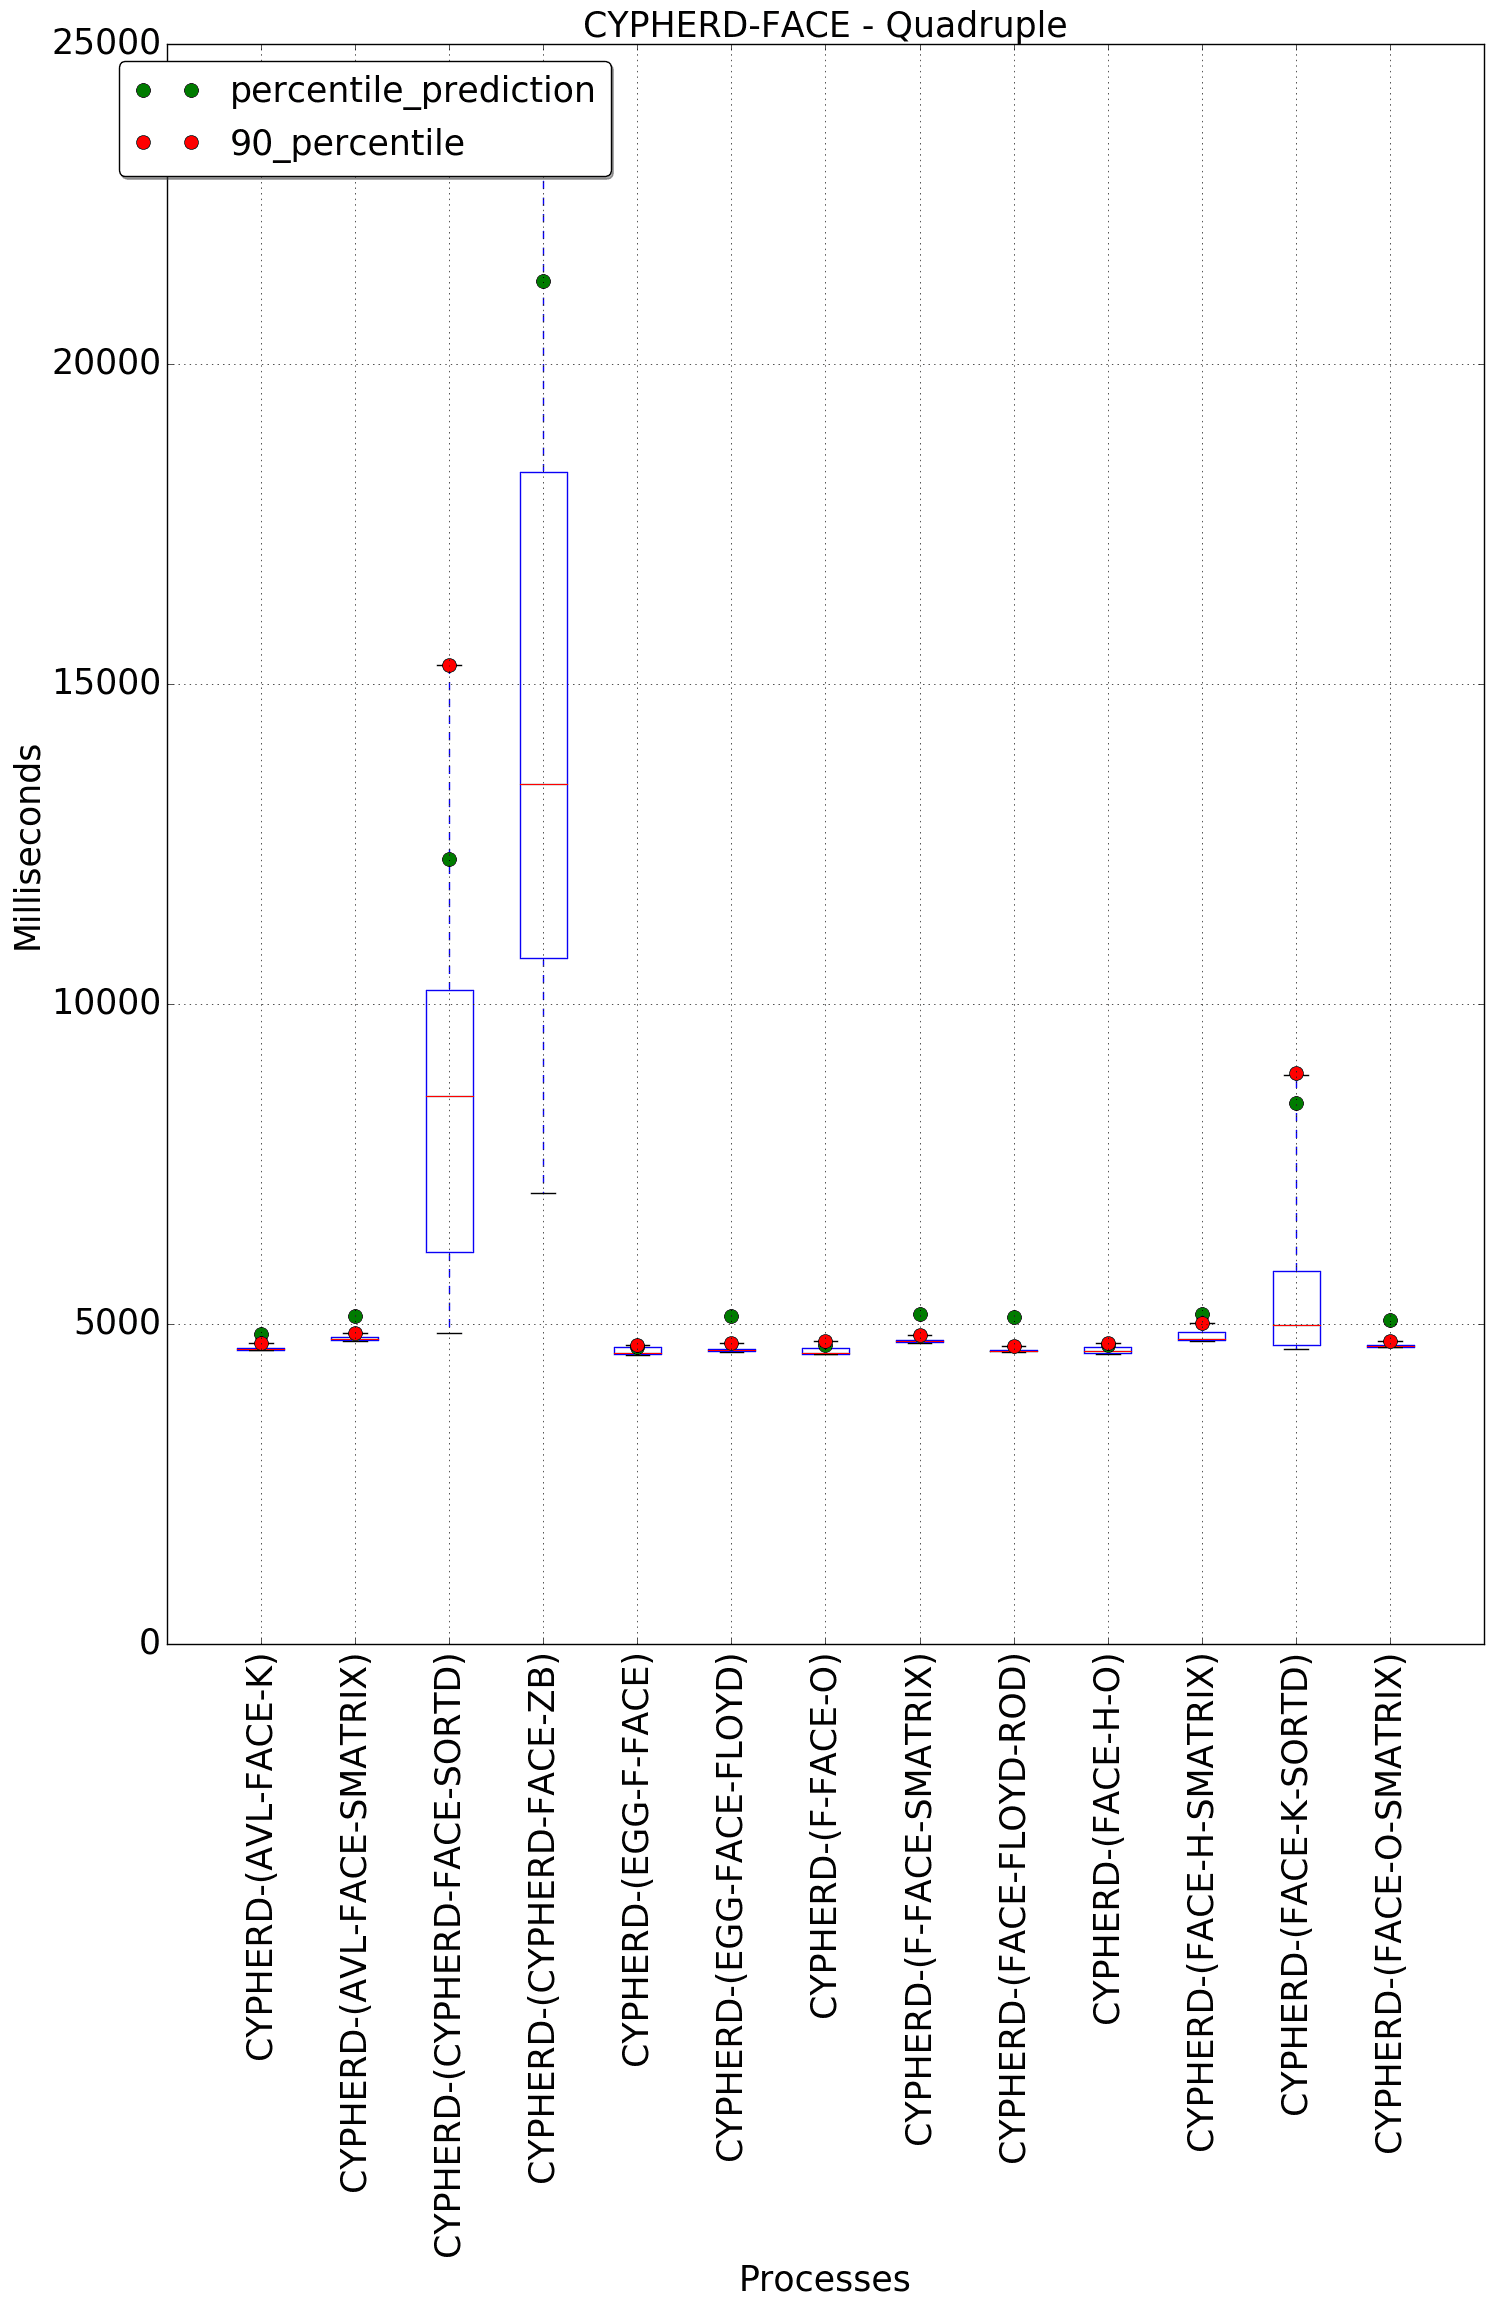 CYPHERD-FACE - Quadruple
percentile_prediction
90_percentile
25000
20000
15000
10000
5000
0
Milliseconds
CYPHERD-(AVL-FACE-K)
CYPHERD-(AVL-FACE-SMATRIX)
CYPHERD-(CYPHERD-FACE-SORTD)
CYPHERD-(CYPHERD-FACE-ZB)
CYPHERD-(EGG-F-FACE)
CYPHERD-(EGG-FACE-FLOYD)
CYPHERD-(F-FACE-O)
CYPHERD-(F-FACE-SMATRIX)
CYPHERD-(FACE-FLOYD-ROD)
CYPHERD-(FACE-H-O)
CYPHERD-(FACE-H-SMATRIX)
CYPHERD-(FACE-K-SORTD)
CYPHERD-(FACE-O-SMATRIX)
Processes